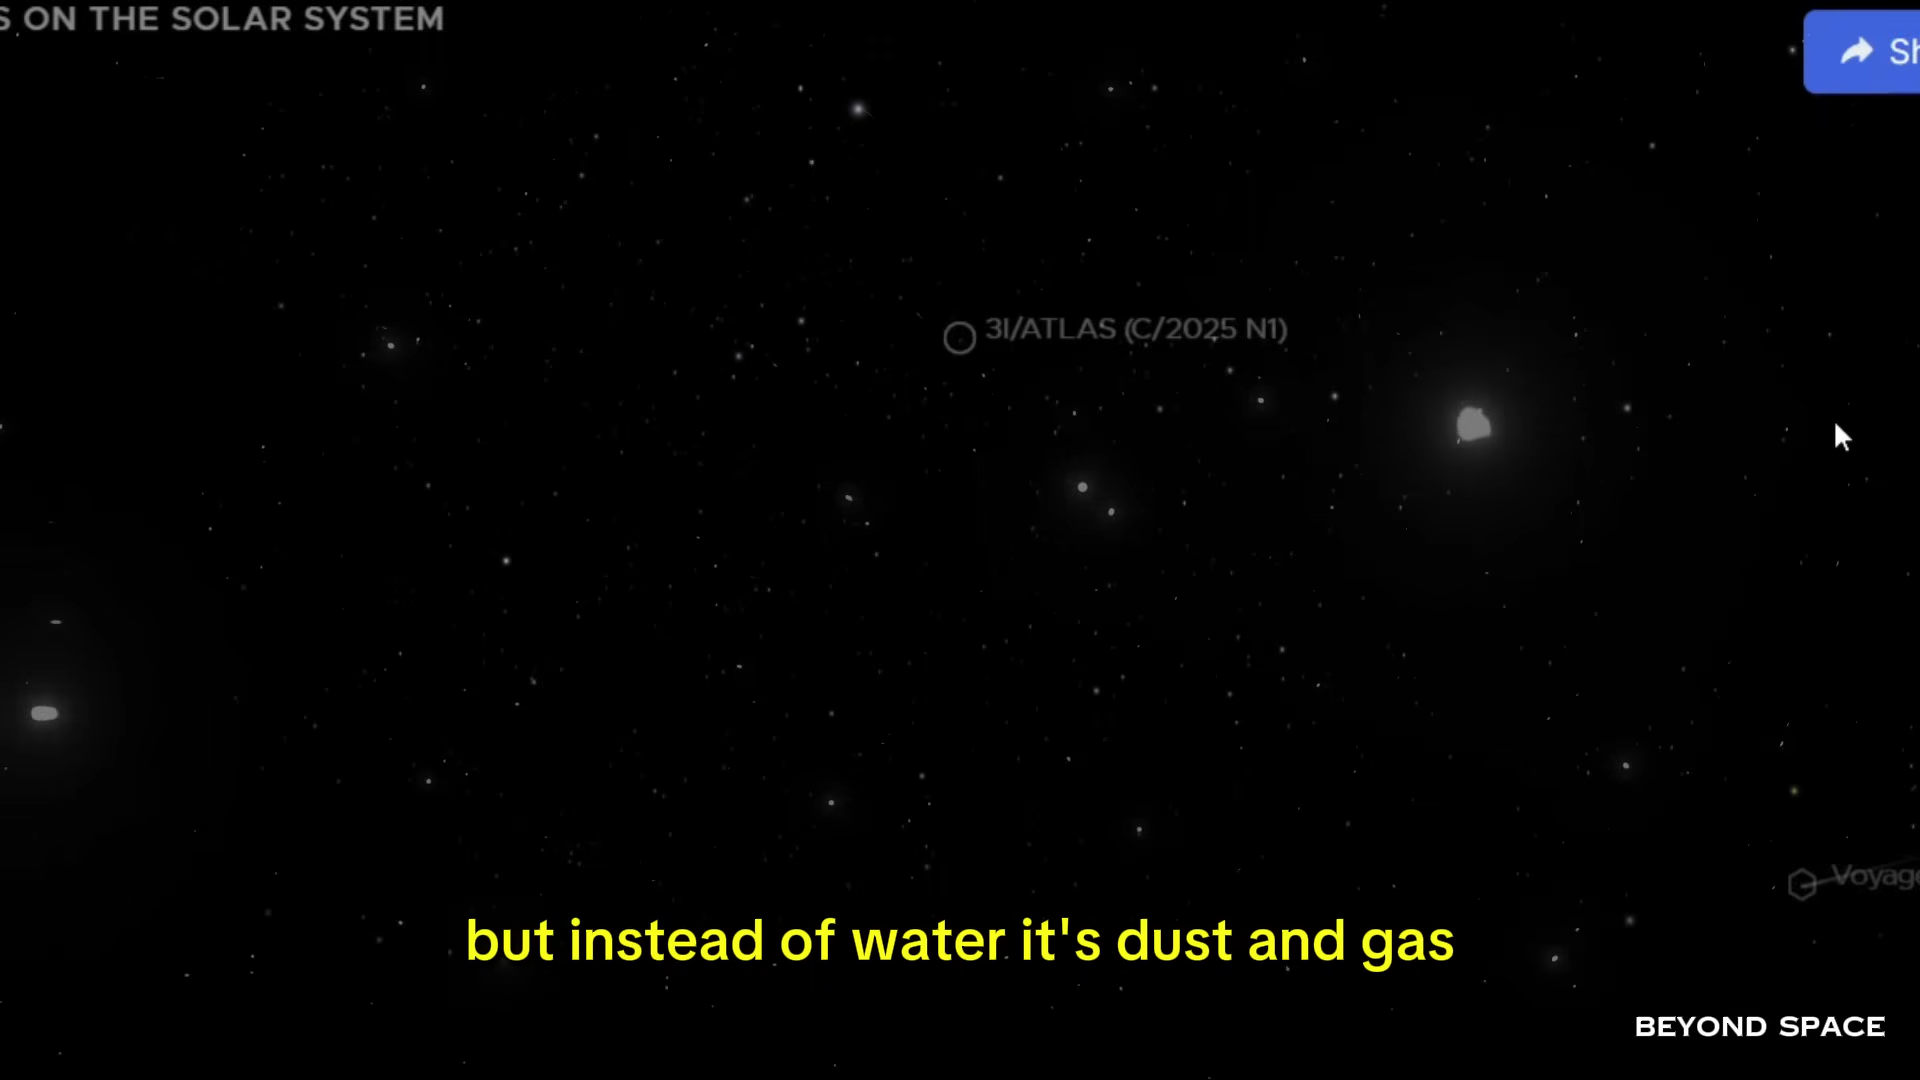 S ON THE SOLAR SYSTEM
Sh
3I/ATLAS (C/2025 N1)
Voyage
but instead of water it's dust and gas
BEYOND SPACE